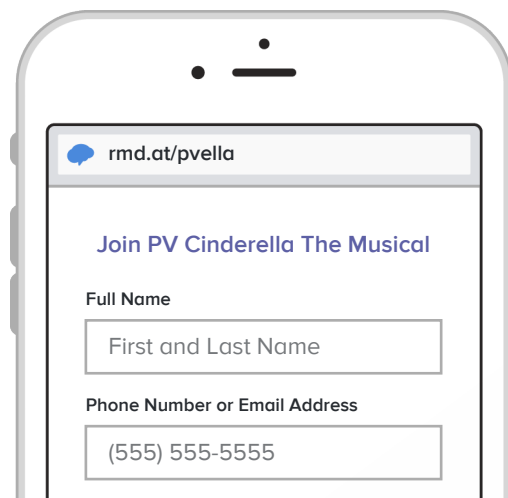 rmd.at/pvella
Join PV Cinderella The Musical
Full Name
First and Last Name
Phone Number or Email Address
(555) 555-5555